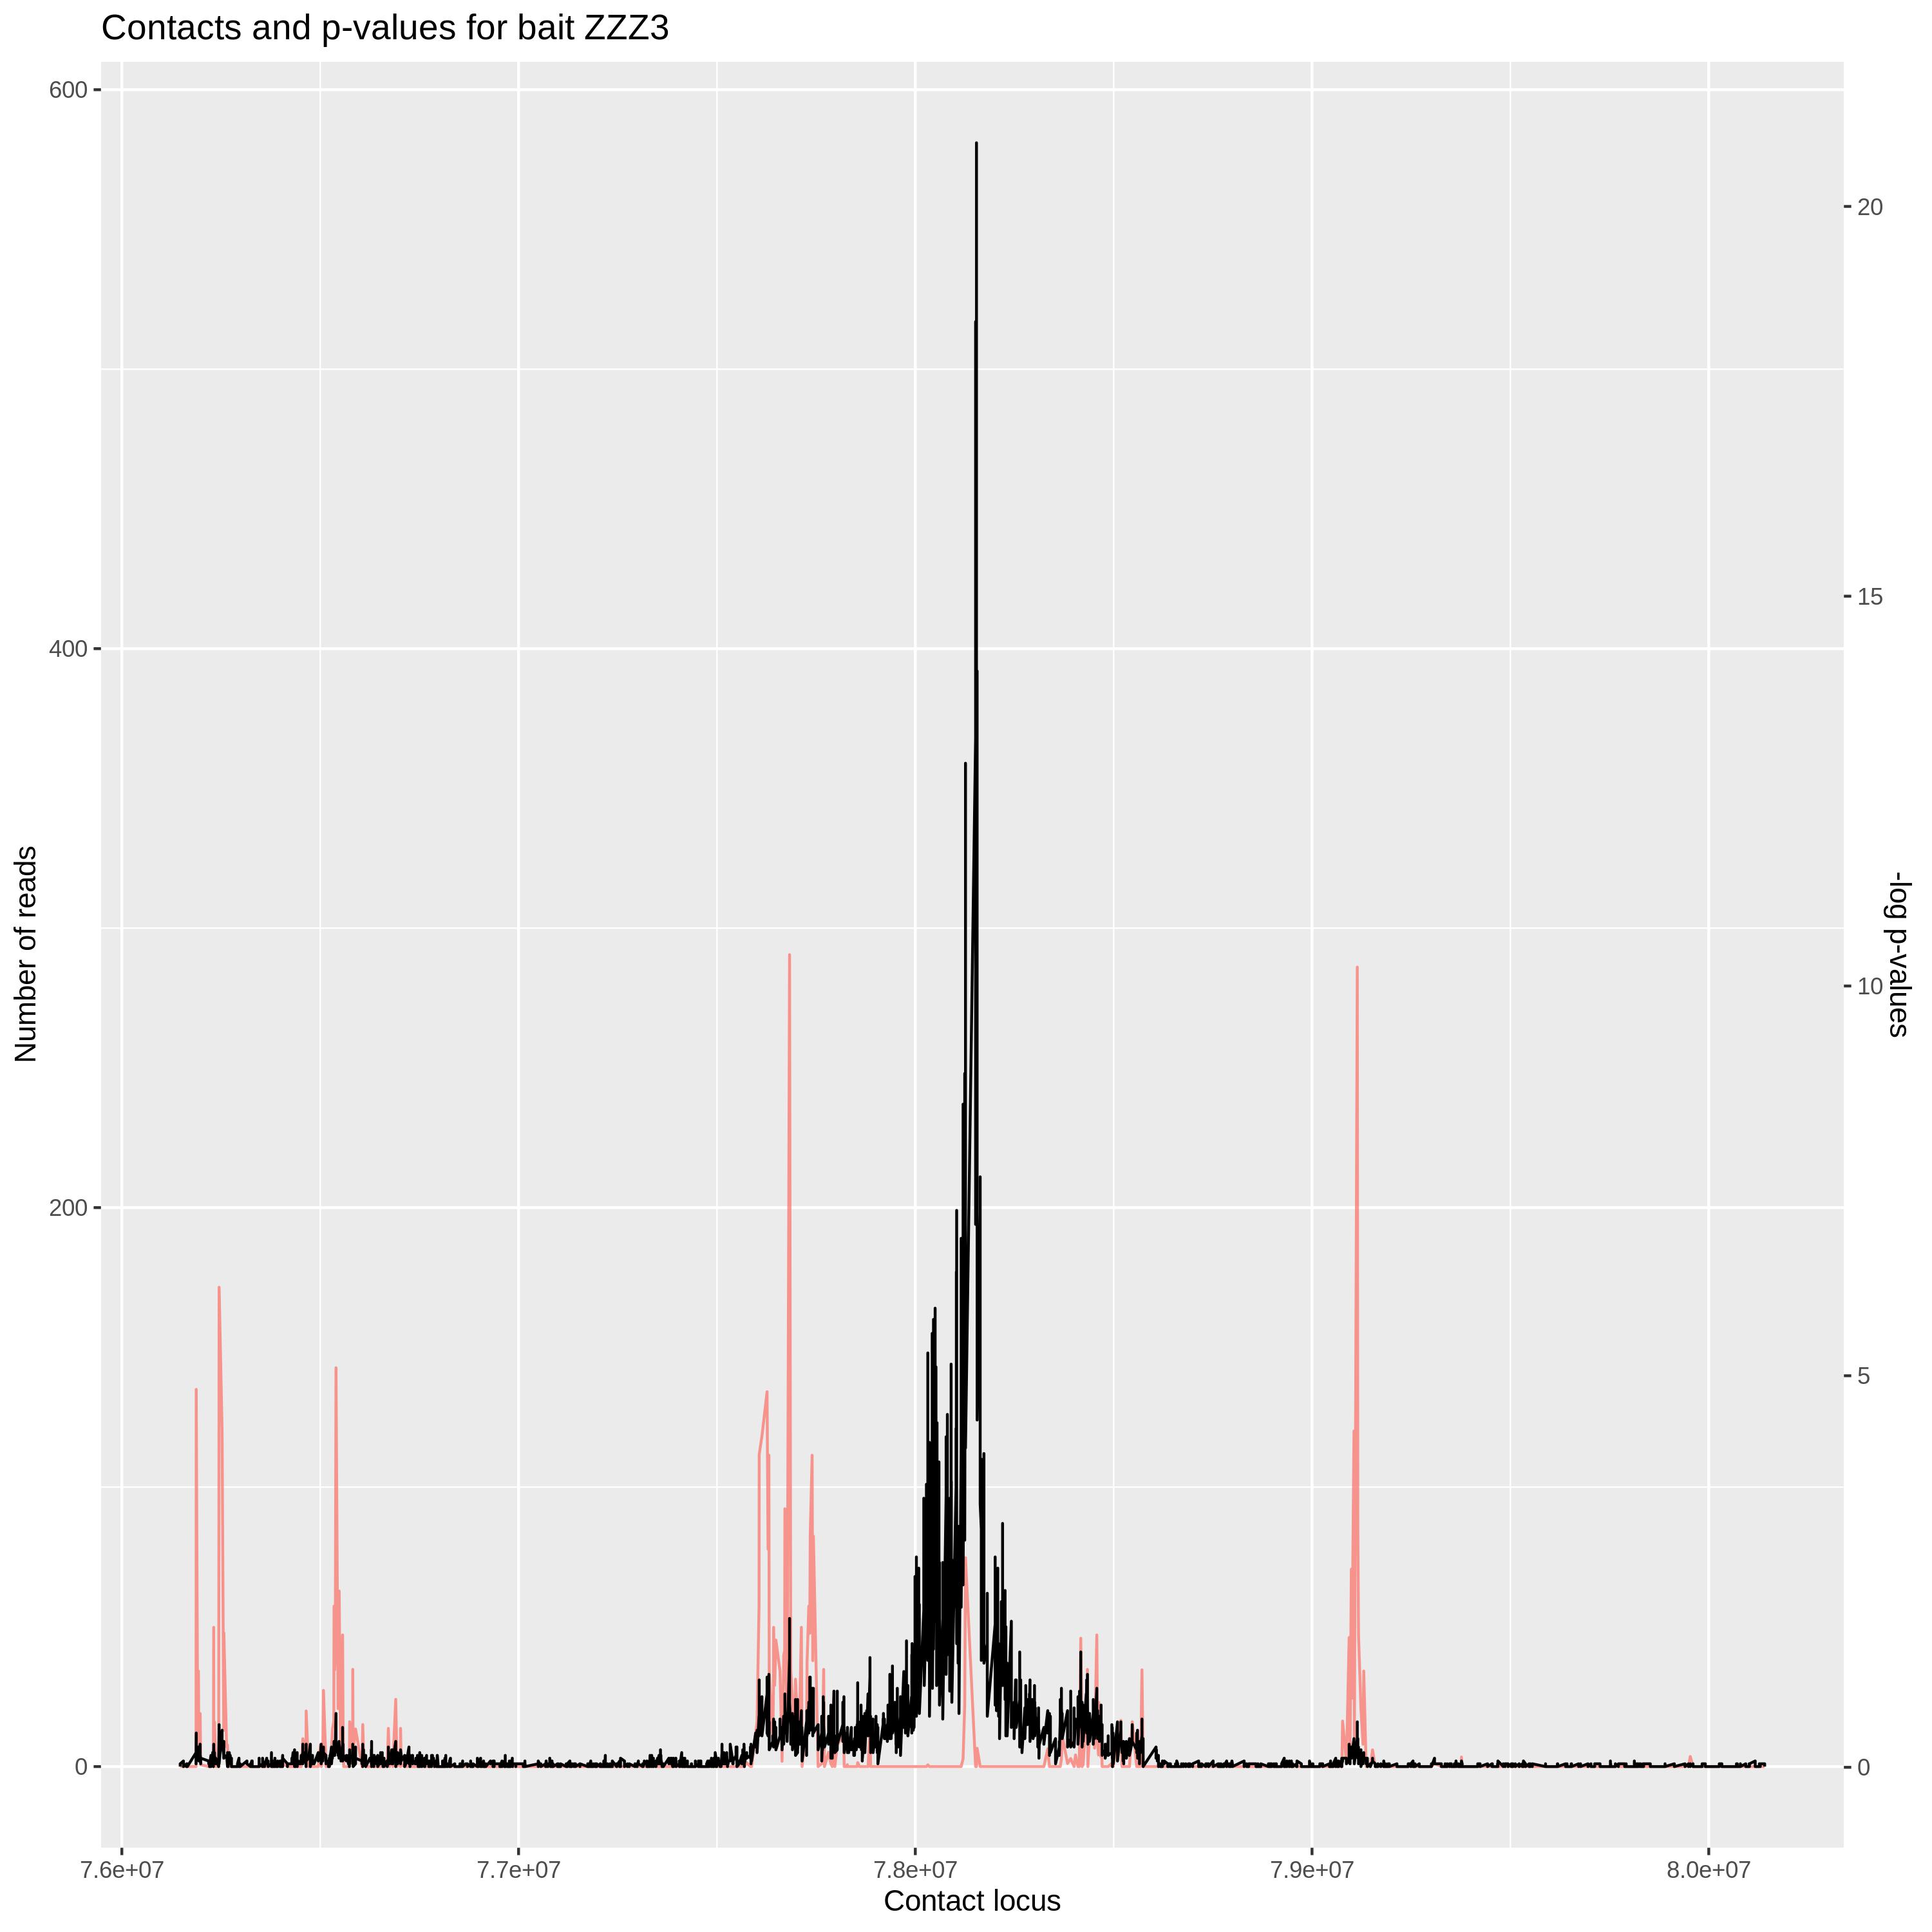 Contacts and p-values for bait ZZZ3
600
400
200
0
Number of reads
20
15
10
5
0
-log p-values
7.6e+07
7.7e+07
7.8e+07
7.9e+07
8.0e+07
Contact locus